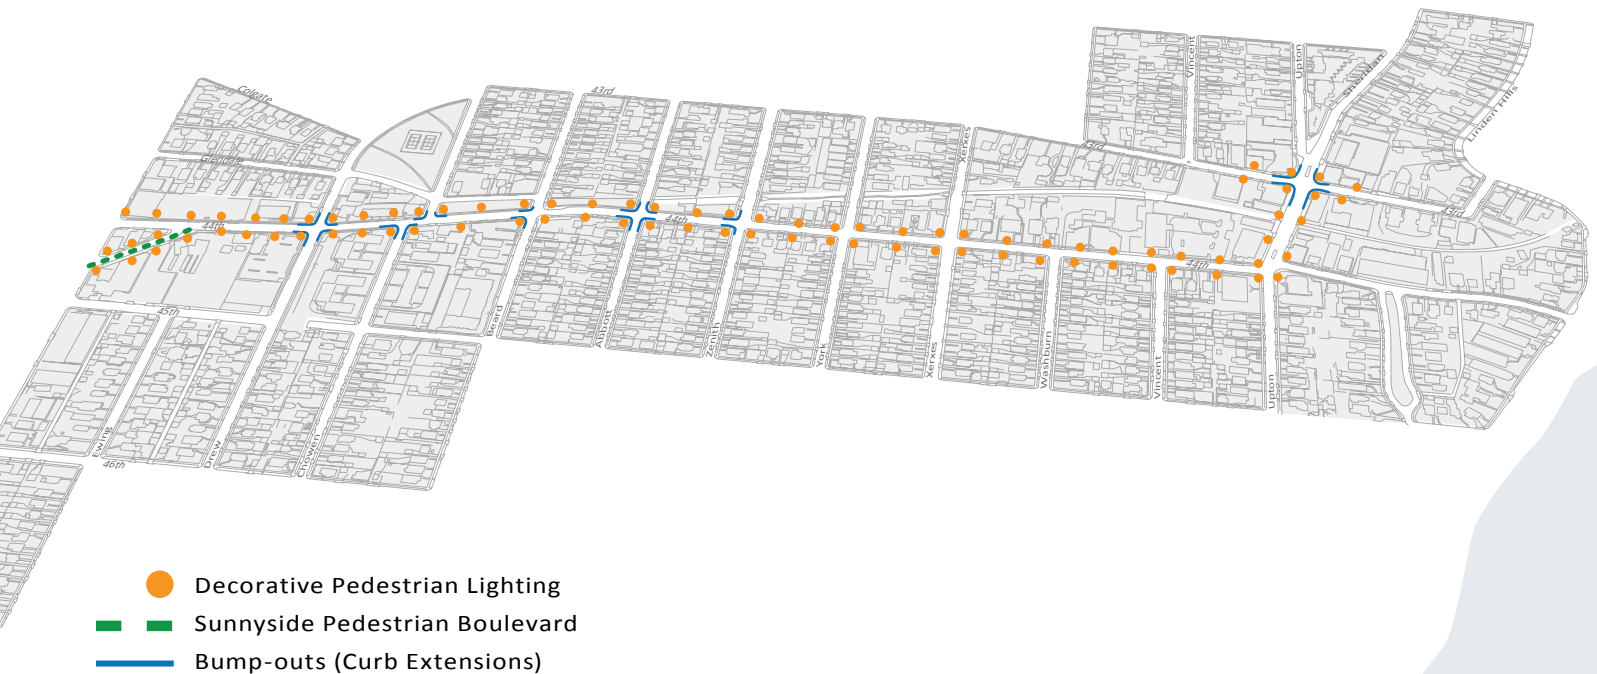 Colgate
43rd
Vincent
Upton
Sheridan
Linden Hills
Xerxes
43rd
Glendale
44th
44th
43rd
44th
45th
Beard
Abbott
Zenith
York
Xerxes
Washburn
Vincent
Upton
Ewing
Drew
Chowen
46th
Decorative Pedestrian Lighting
Sunnyside Pedestrian Boulevard
Bump-outs (Curb Extensions)